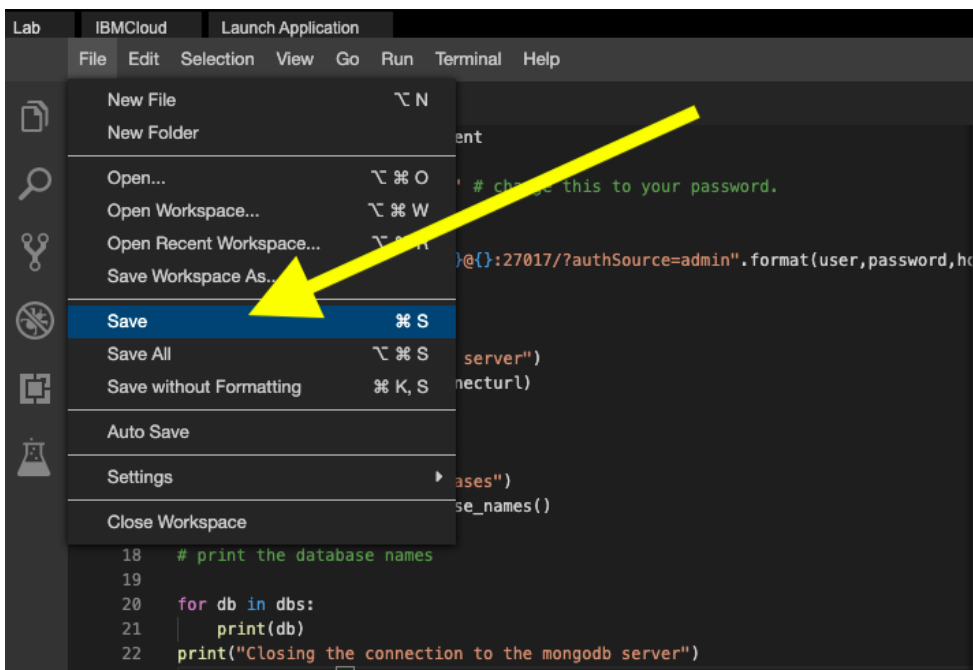 Lab IBMCloud Launch Application
File Edit Selection View Go Run Terminal Help
New File ⌥ N
New Folder
ent
Open... ⌥ ⌘ O
' # change this to your password.
Open Workspace... ⌥ ⌘ W
Open Recent Workspace... ⌥ ⌘ R
}@{}:27017/?authSource=admin".format(user,password,ho
Save Workspace As...
Save ⌘ S
Save All ⌥ ⌘ S
server")
Save without Formatting ⌘ K, S
necturl)
Auto Save
Settings
ases")
se_names()
Close Workspace
18 # print the database names
19
20 for db in dbs:
21 print(db)
22 print("Closing the connection to the mongodb server")